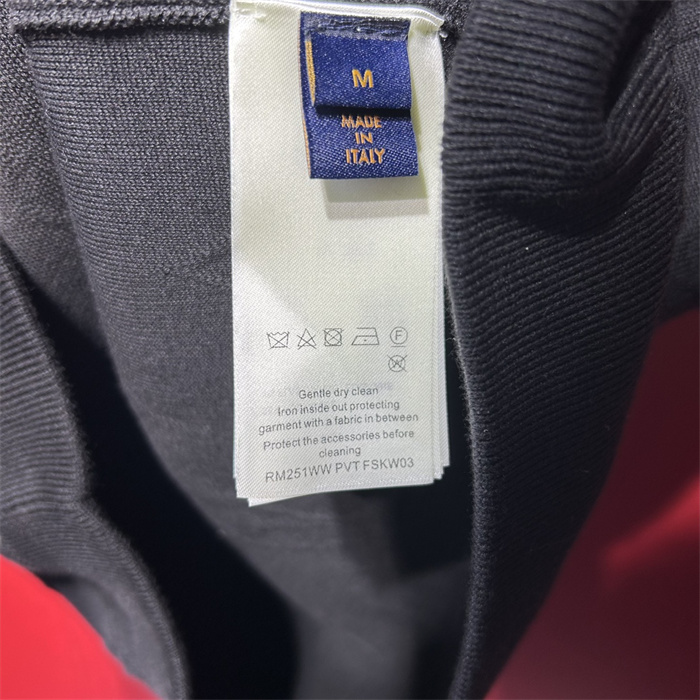 M
MADE
IN
ITALY
F
W
Gentle dry clean
Iron inside out protecting
garment with a fabric in between
Protect the accessories before
cleaning
RM251WW PVT FSKW03